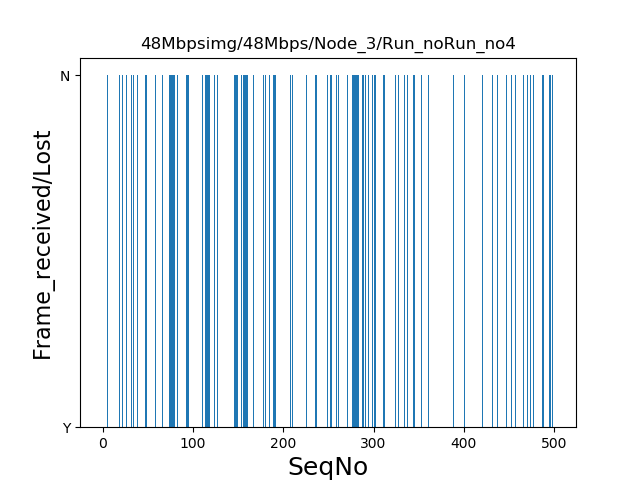 48Mbpsimg/48Mbps/Node_3/Run_noRun_no4
N
Frame_received/Lost
Y
0 100 200 300 400 500
SeqNo